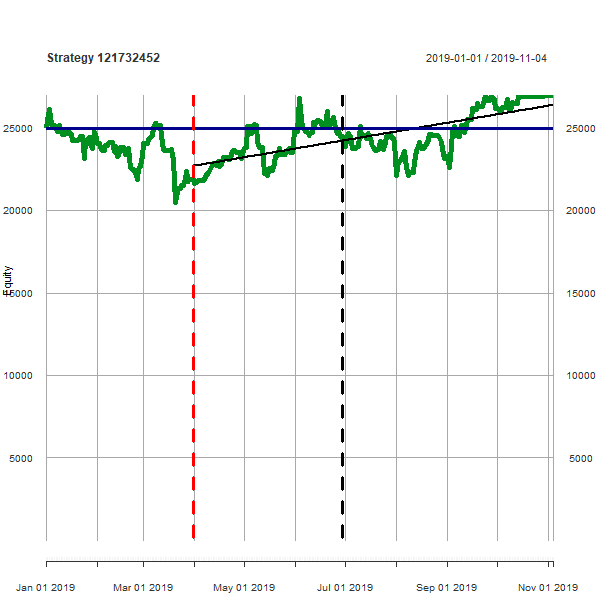 Strategy 121732452
2019-01-01 / 2019-11-04
25000
25000
20000
20000
Equity
15000
15000
10000
10000
5000
5000
Jan 01 2019
Mar 01 2019
May 01 2019
Jul 01 2019
Sep 01 2019
Nov 01 2019